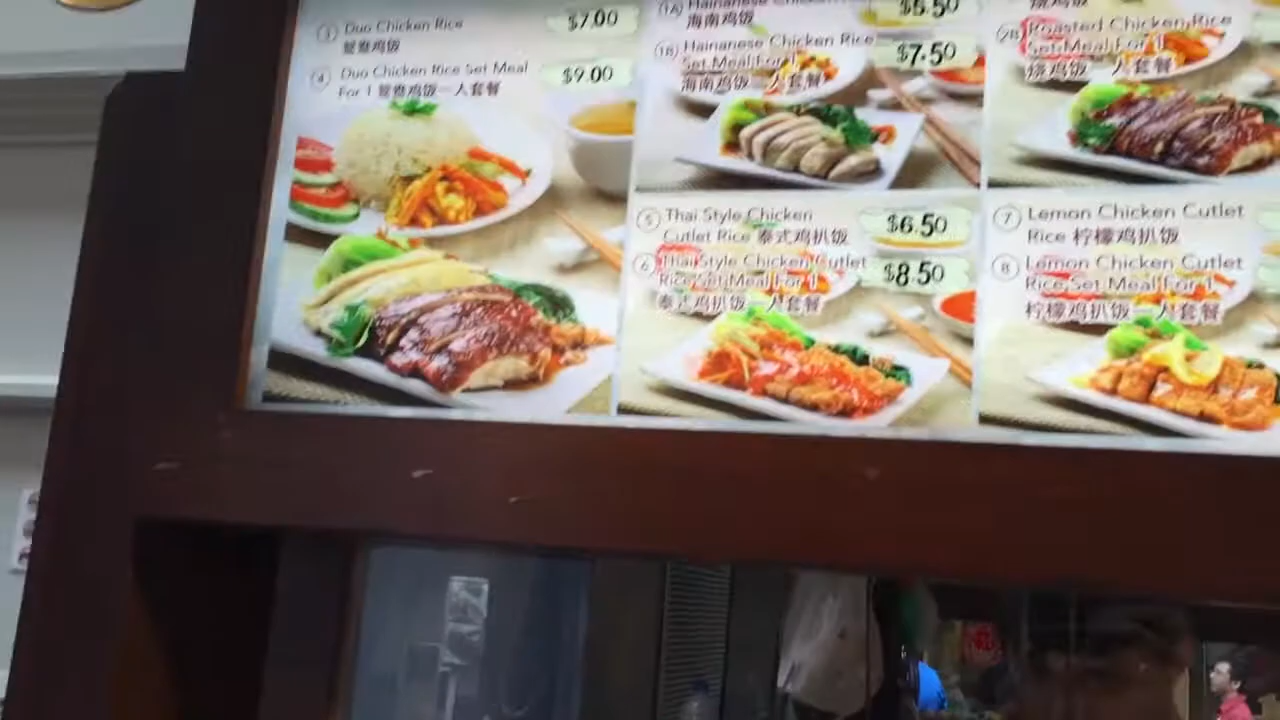 3 Duo Chicken Rice
鸳鸯鸡饭
$7.00
4 Duo Chicken Rice Set Meal
For 1 鸳鸯鸡饭一人套餐
$9.00
1A Hainanese Chicken
海南鸡饭
$5.50
1B Hainanese Chicken Rice
Set Meal For 1
海南鸡饭 一人套餐
$7.50
烧鸡饭
2B Roasted Chicken Rice
Set Meal For 1
烧鸡饭 一人套餐
5 Thai Style Chicken
Cutlet Rice 泰式鸡扒饭
$6.50
6 Thai Style Chicken Cutlet
Rice Set Meal For 1
泰式鸡扒饭 一人套餐
$8.50
7 Lemon Chicken Cutlet
Rice 柠檬鸡扒饭
8 Lemon Chicken Cutlet
Rice Set Meal For 1
柠檬鸡扒饭 一人套餐